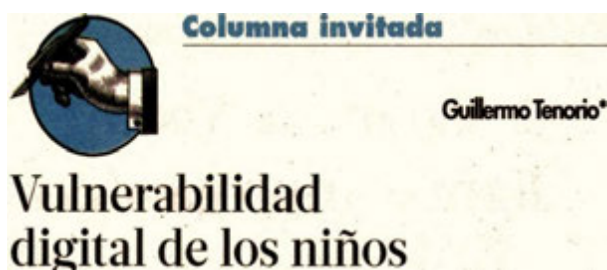 Columna invitada
Guillermo Tenorio*
Vulnerabilidad
digital de los niños